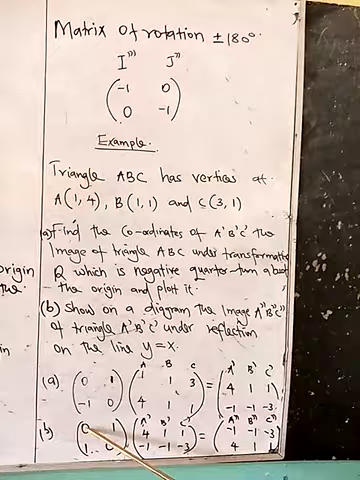 Matrix of rotation ±180°.
I''' J''
-1 0
0 -1
Example.
Triangle ABC has vertices at
A(1,4), B(1,1) and C(3,1)
(a) Find the Co-ordinates of A'B'C' the
Image of triangle ABC under transformati
Q which is negative quarter-turn about
the origin and plot it.
(b) Show on a diagram the Image A"B"C"
of triangle A'B'C' under reflection
on the line y=x.
origin
the
in
A B C A' B' C'
(a) (0 1) (1 1 3) = (4 1 1)
(-1 0) (4 1 1) (-1 -1 -3)
A' B' C' A" B" C"
(b) (0 1) (4 1 1) = (-1 -1 -3)
(1 0) (-1 -1 -3) (4 1 1)